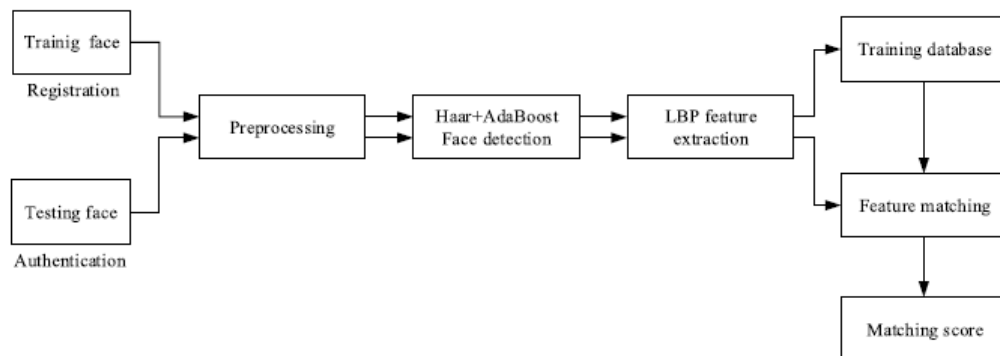 Trainig face
Registration
Testing face
Authentication
Preprocessing
Haar+AdaBoost
Face detection
LBP feature
extraction
Training database
Feature matching
Matching score